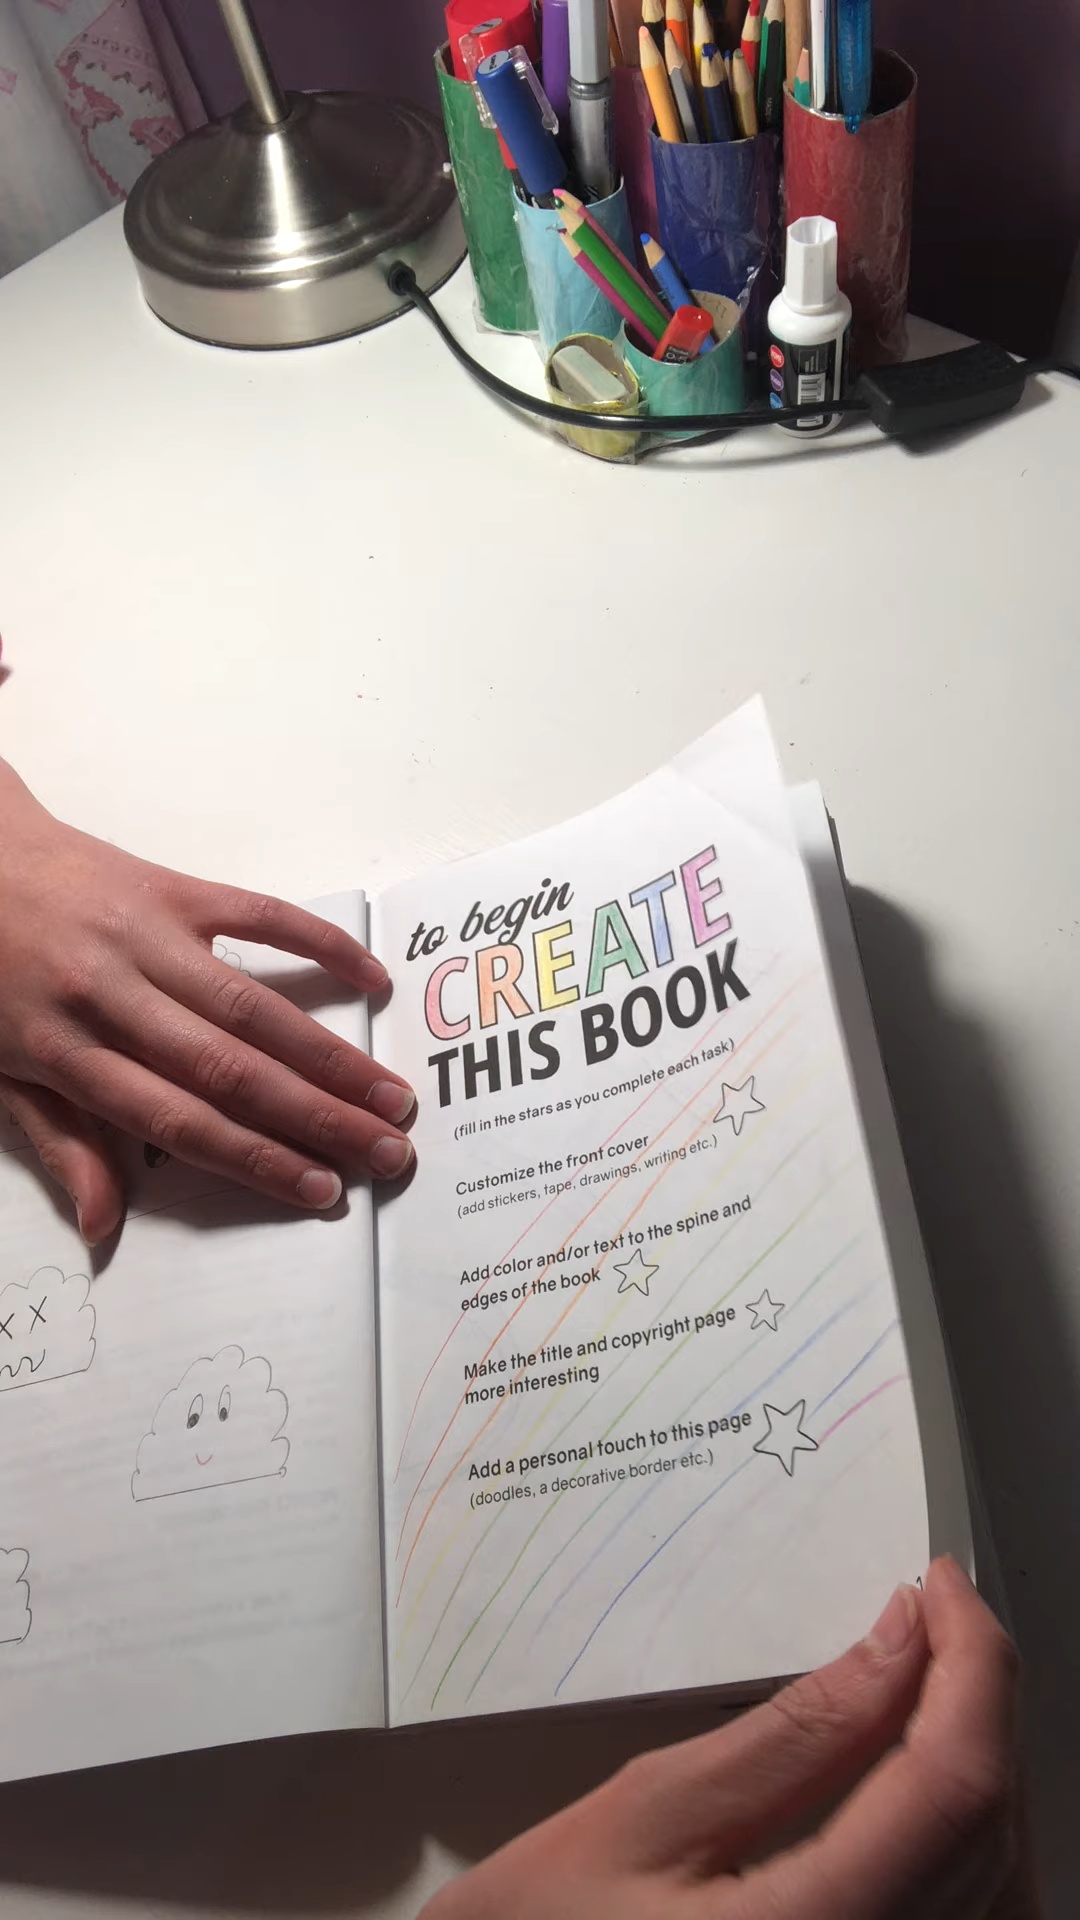 to begin
CREATE
THIS BOOK
(fill in the stars as you complete each task)
Customize the front cover
(add stickers, tape, drawings, writing etc.)
Add color and/or text to the spine and
edges of the book
Make the title and copyright page
more interesting
Add a personal touch to this page
(doodles, a decorative border etc.)